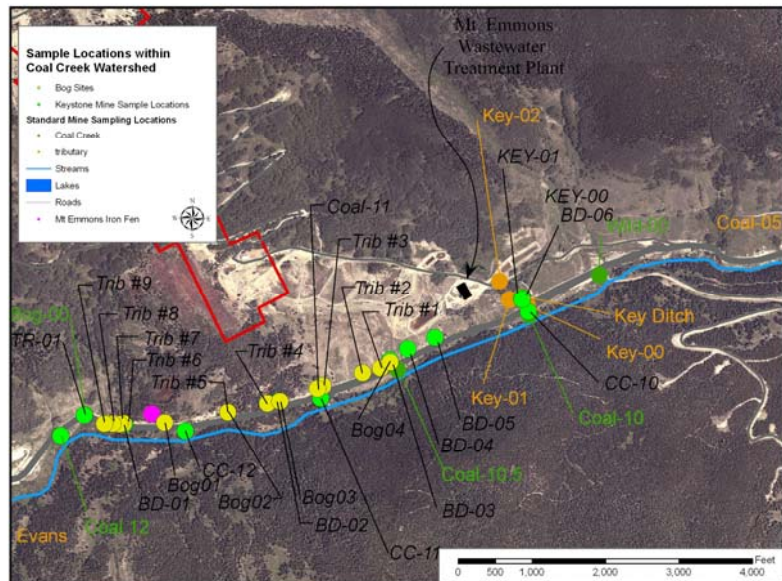 Sample Locations within
Coal Creek Watershed
Bog Sites
Keystone Mine Sample Locations
Standard Mine Sampling Locations
Coal Creek
tributary
Streams
Lakes
Roads
Mt Emmons Iron Fen
N
Mt. Emmons
Wastewater
Treatment Plant
Key-02
KEY-01
KEY-00
BD-06
Coal-05
Coal-11
Trib #3
Trib #2
Trib #1
Trib #9
Trib #8
Trib #7
Trib #6
Trib #5
Trib #4
TR-01
Key Ditch
Key-00
Key-01
CC-10
Coal-10
BD-05
BD-04
Bog04
Coal-10.5
BD-03
CC-12
Bog01
BD-01
Bog02
Bog03
BD-02
CC-11
Coal 12
Evans
Feet
0 500 1,000 2,000 3,000 4,000